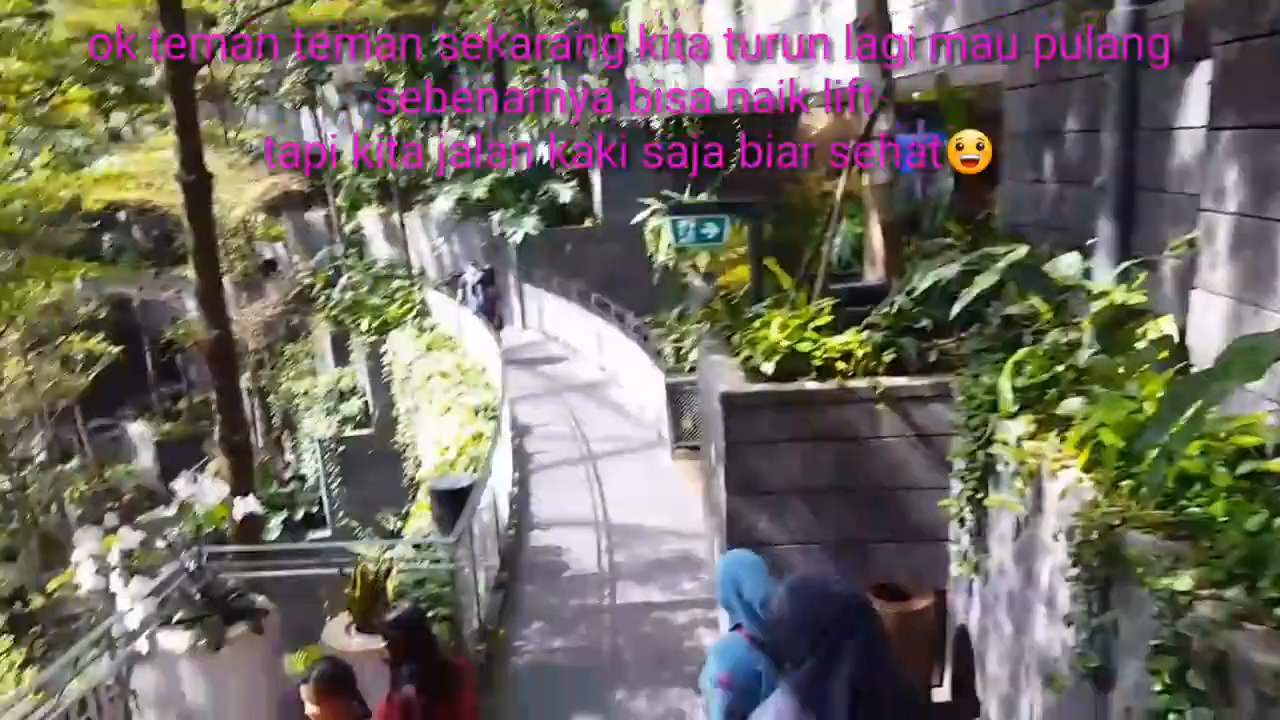 ok teman teman sekarang kita turun lagi mau pulang
sebenarnya bisa naik lift
tapi kita jalan kaki saja biar sehat😀